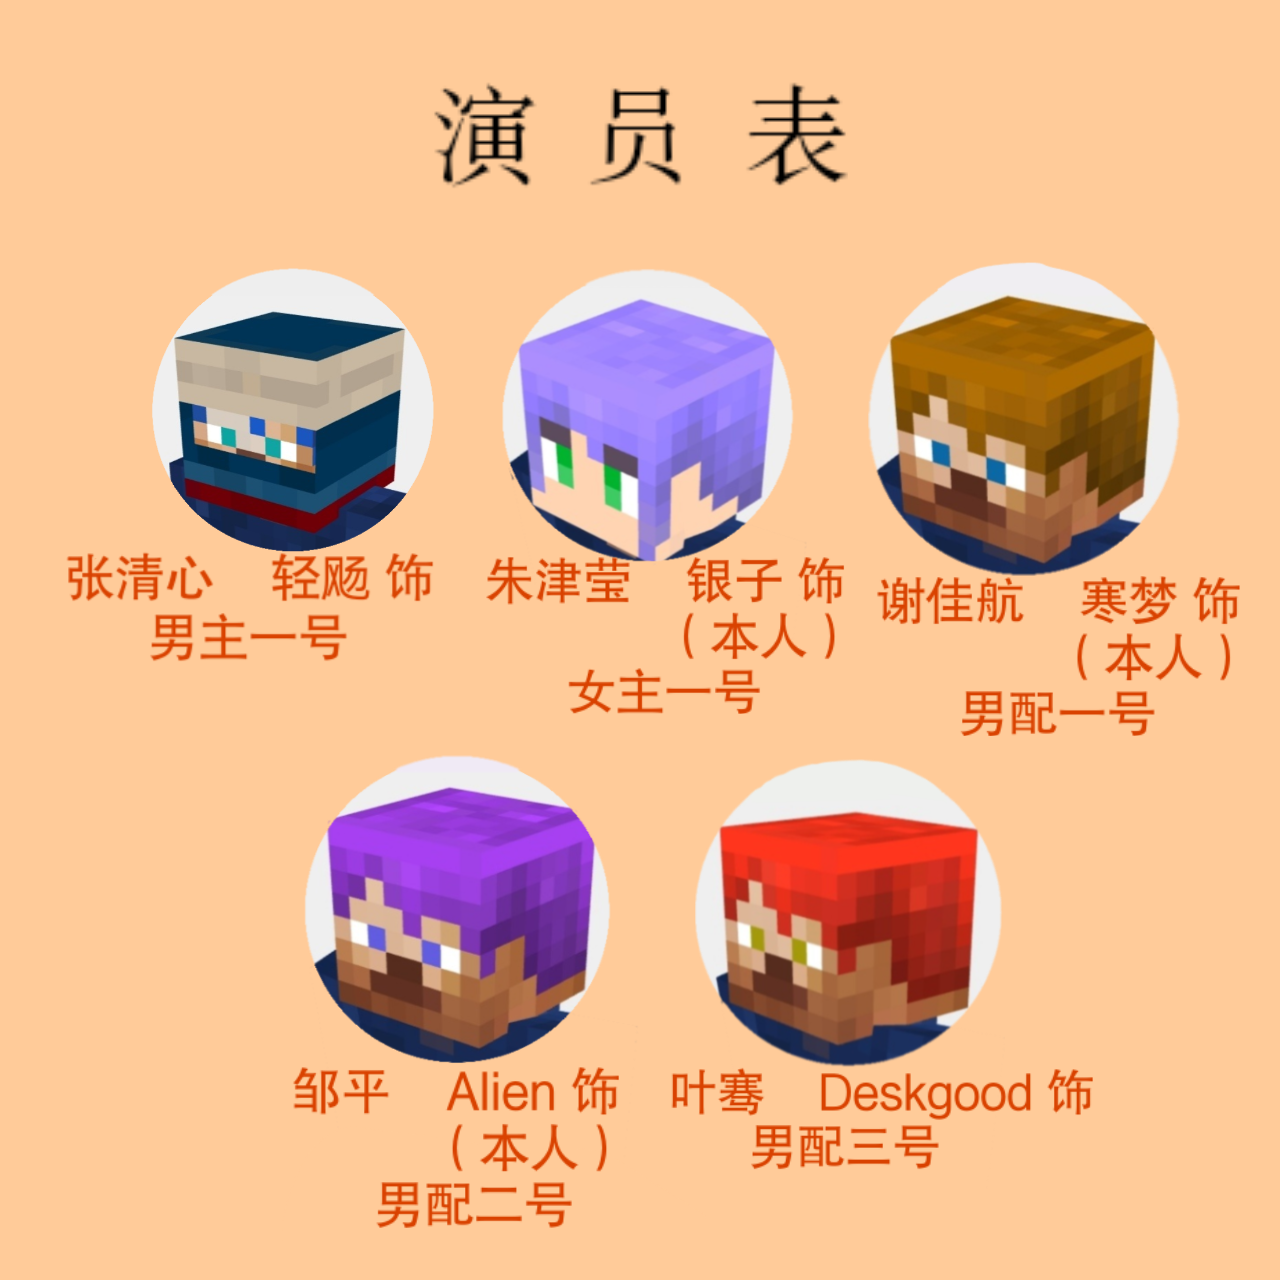 演员表
张清心 轻飏 饰
男主一号
朱津莹 银子 饰
(本人)
女主一号
谢佳航 寒梦 饰
(本人)
男配一号
邹平 Alien 饰
(本人)
男配二号
叶骞 Deskgood 饰
男配三号